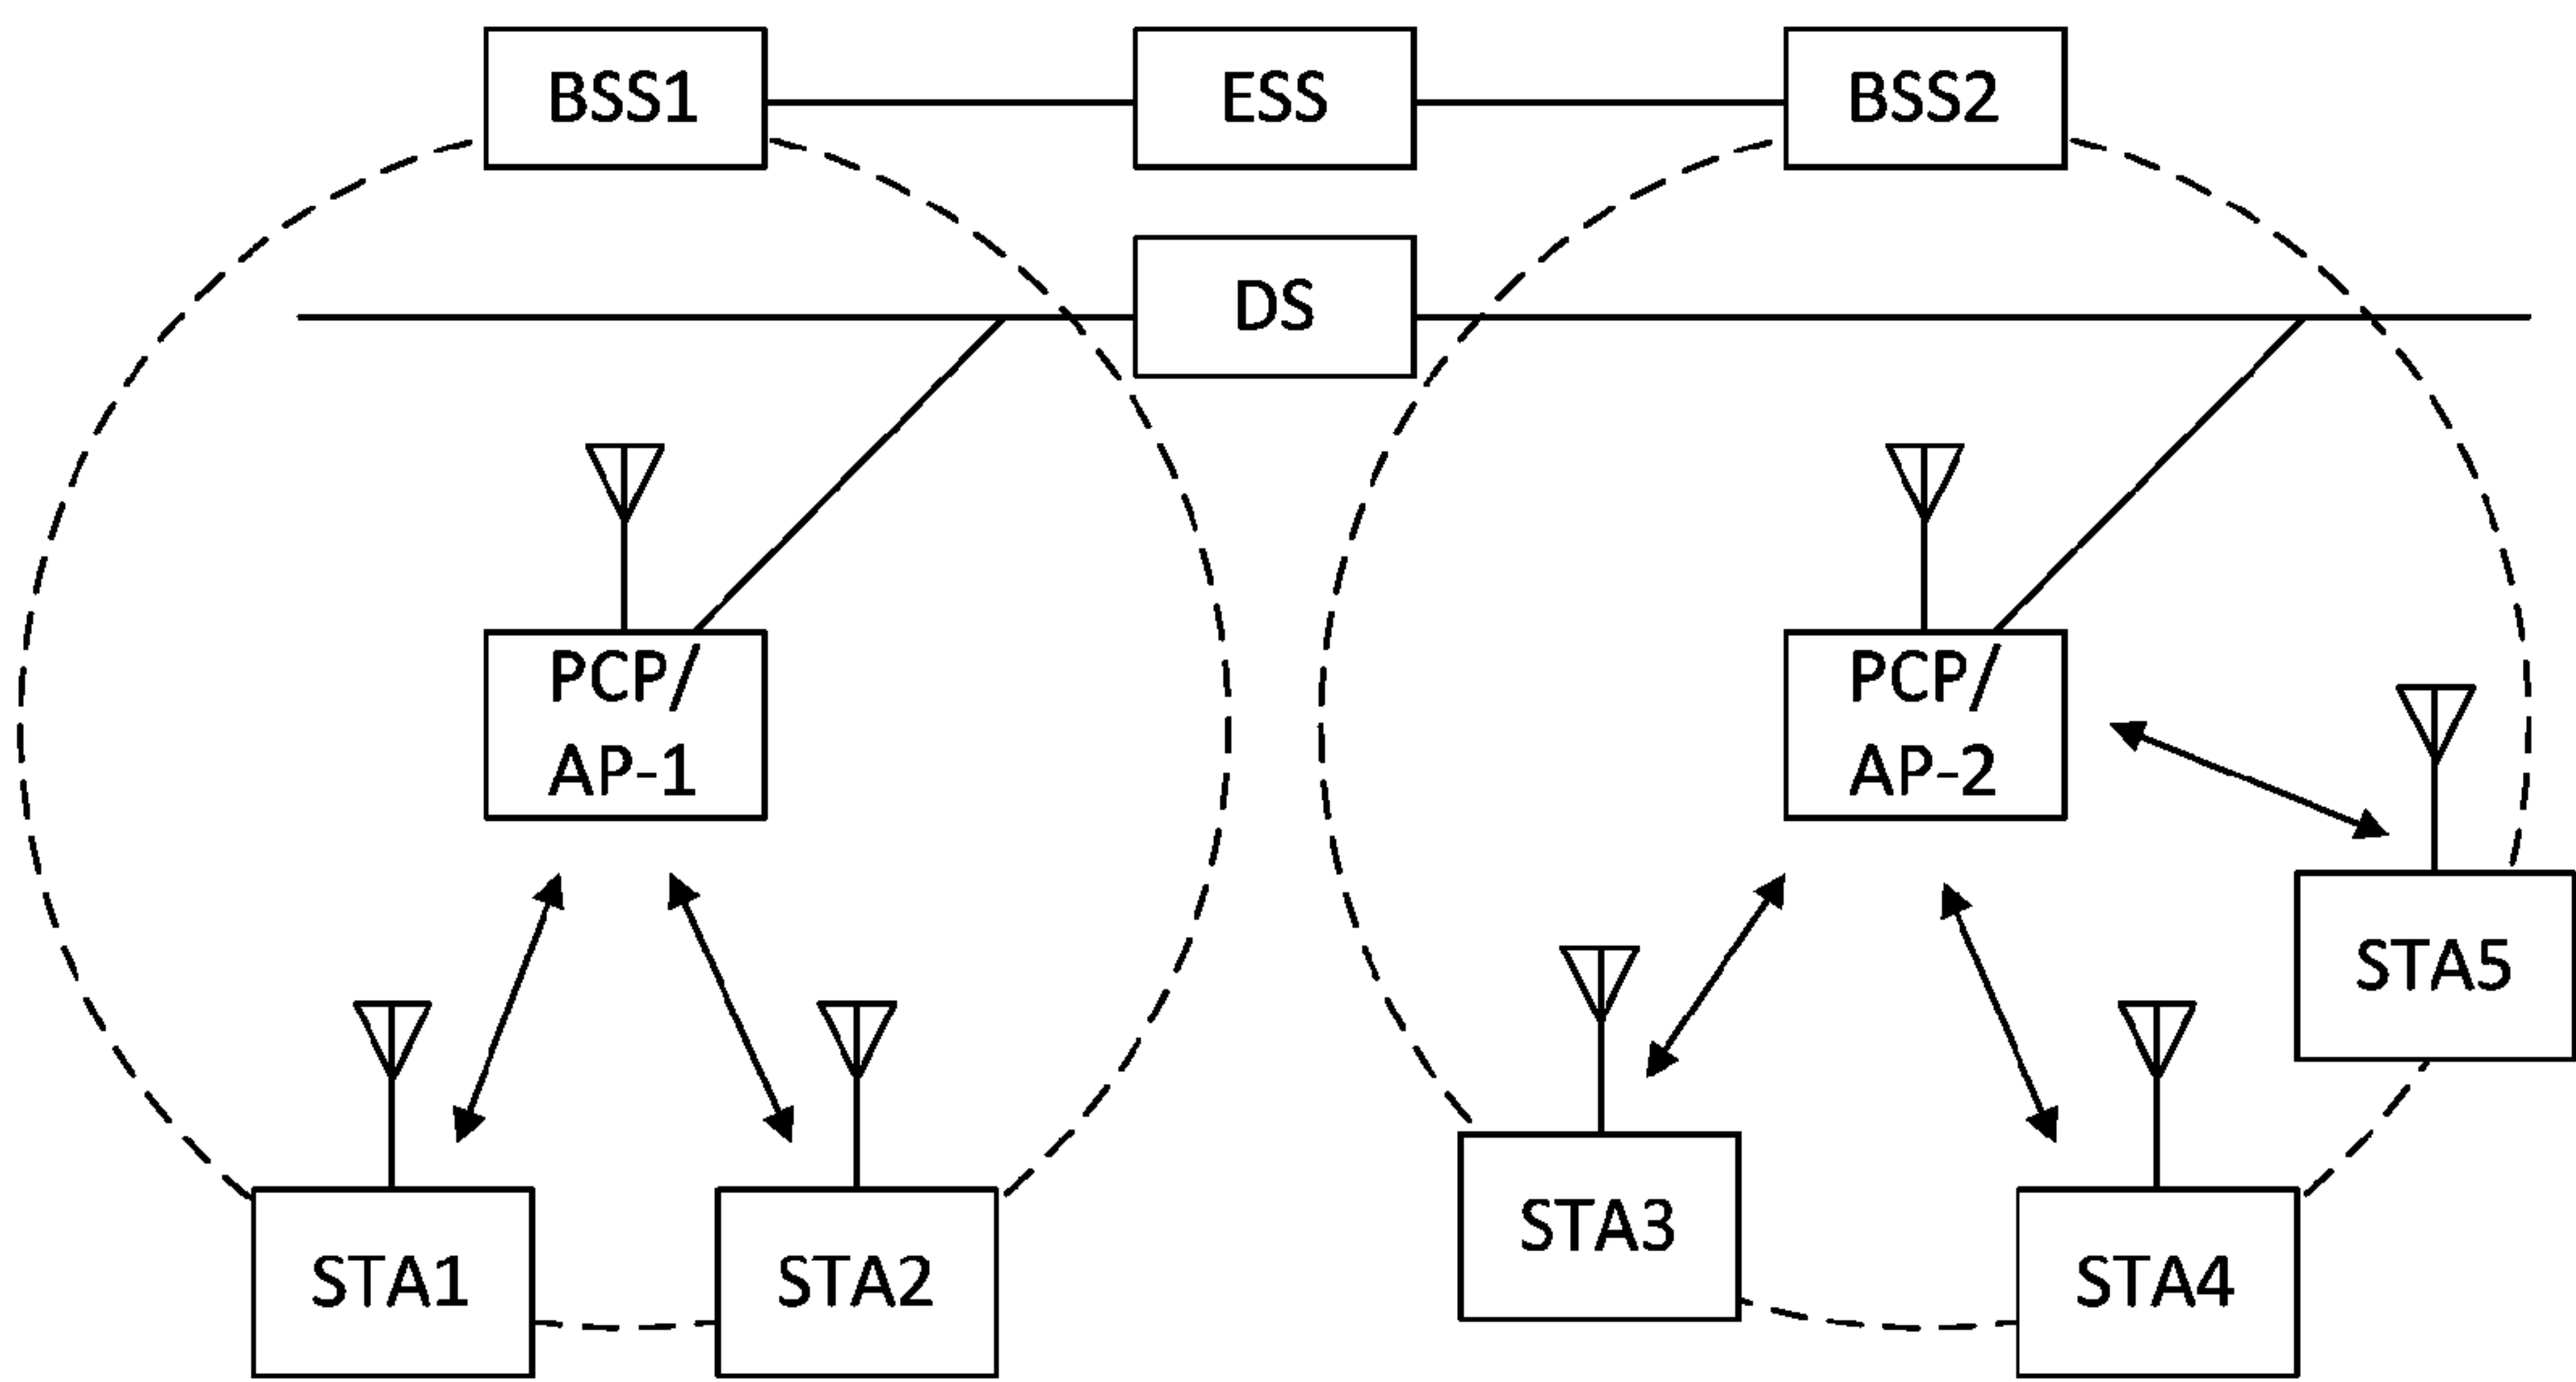 BSS1
ESS
BSS2
DS
PCP/
AP-1
PCP/
AP-2
STA5
STA3
STA1
STA2
STA4